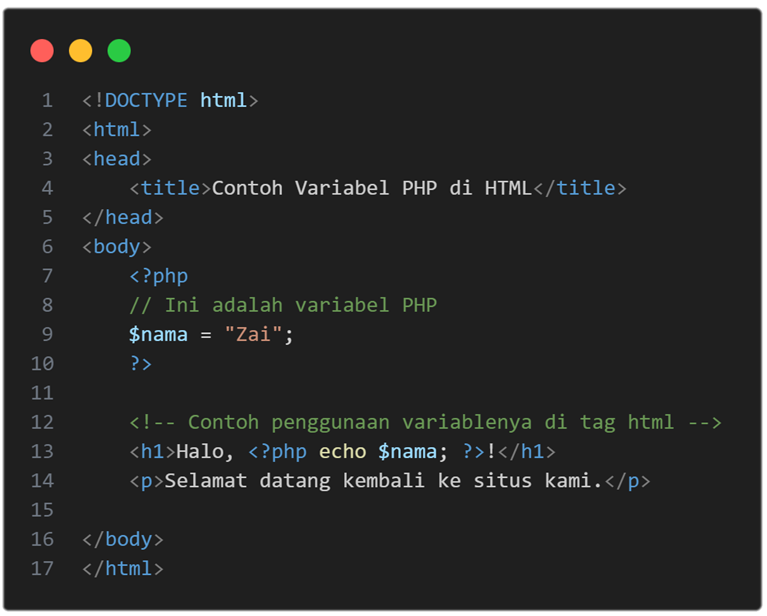 1 <!DOCTYPE html>
2 <html>
3 <head>
4     <title>Contoh Variabel PHP di HTML</title>
5 </head>
6 <body>
7     <?php
8     // Ini adalah variabel PHP
9     $nama = "Zai";
10     ?>
11
12     <!-- Contoh penggunaan variablenya di tag html -->
13     <h1>Halo, <?php echo $nama; ?>!</h1>
14     <p>Selamat datang kembali ke situs kami.</p>
15
16 </body>
17 </html>